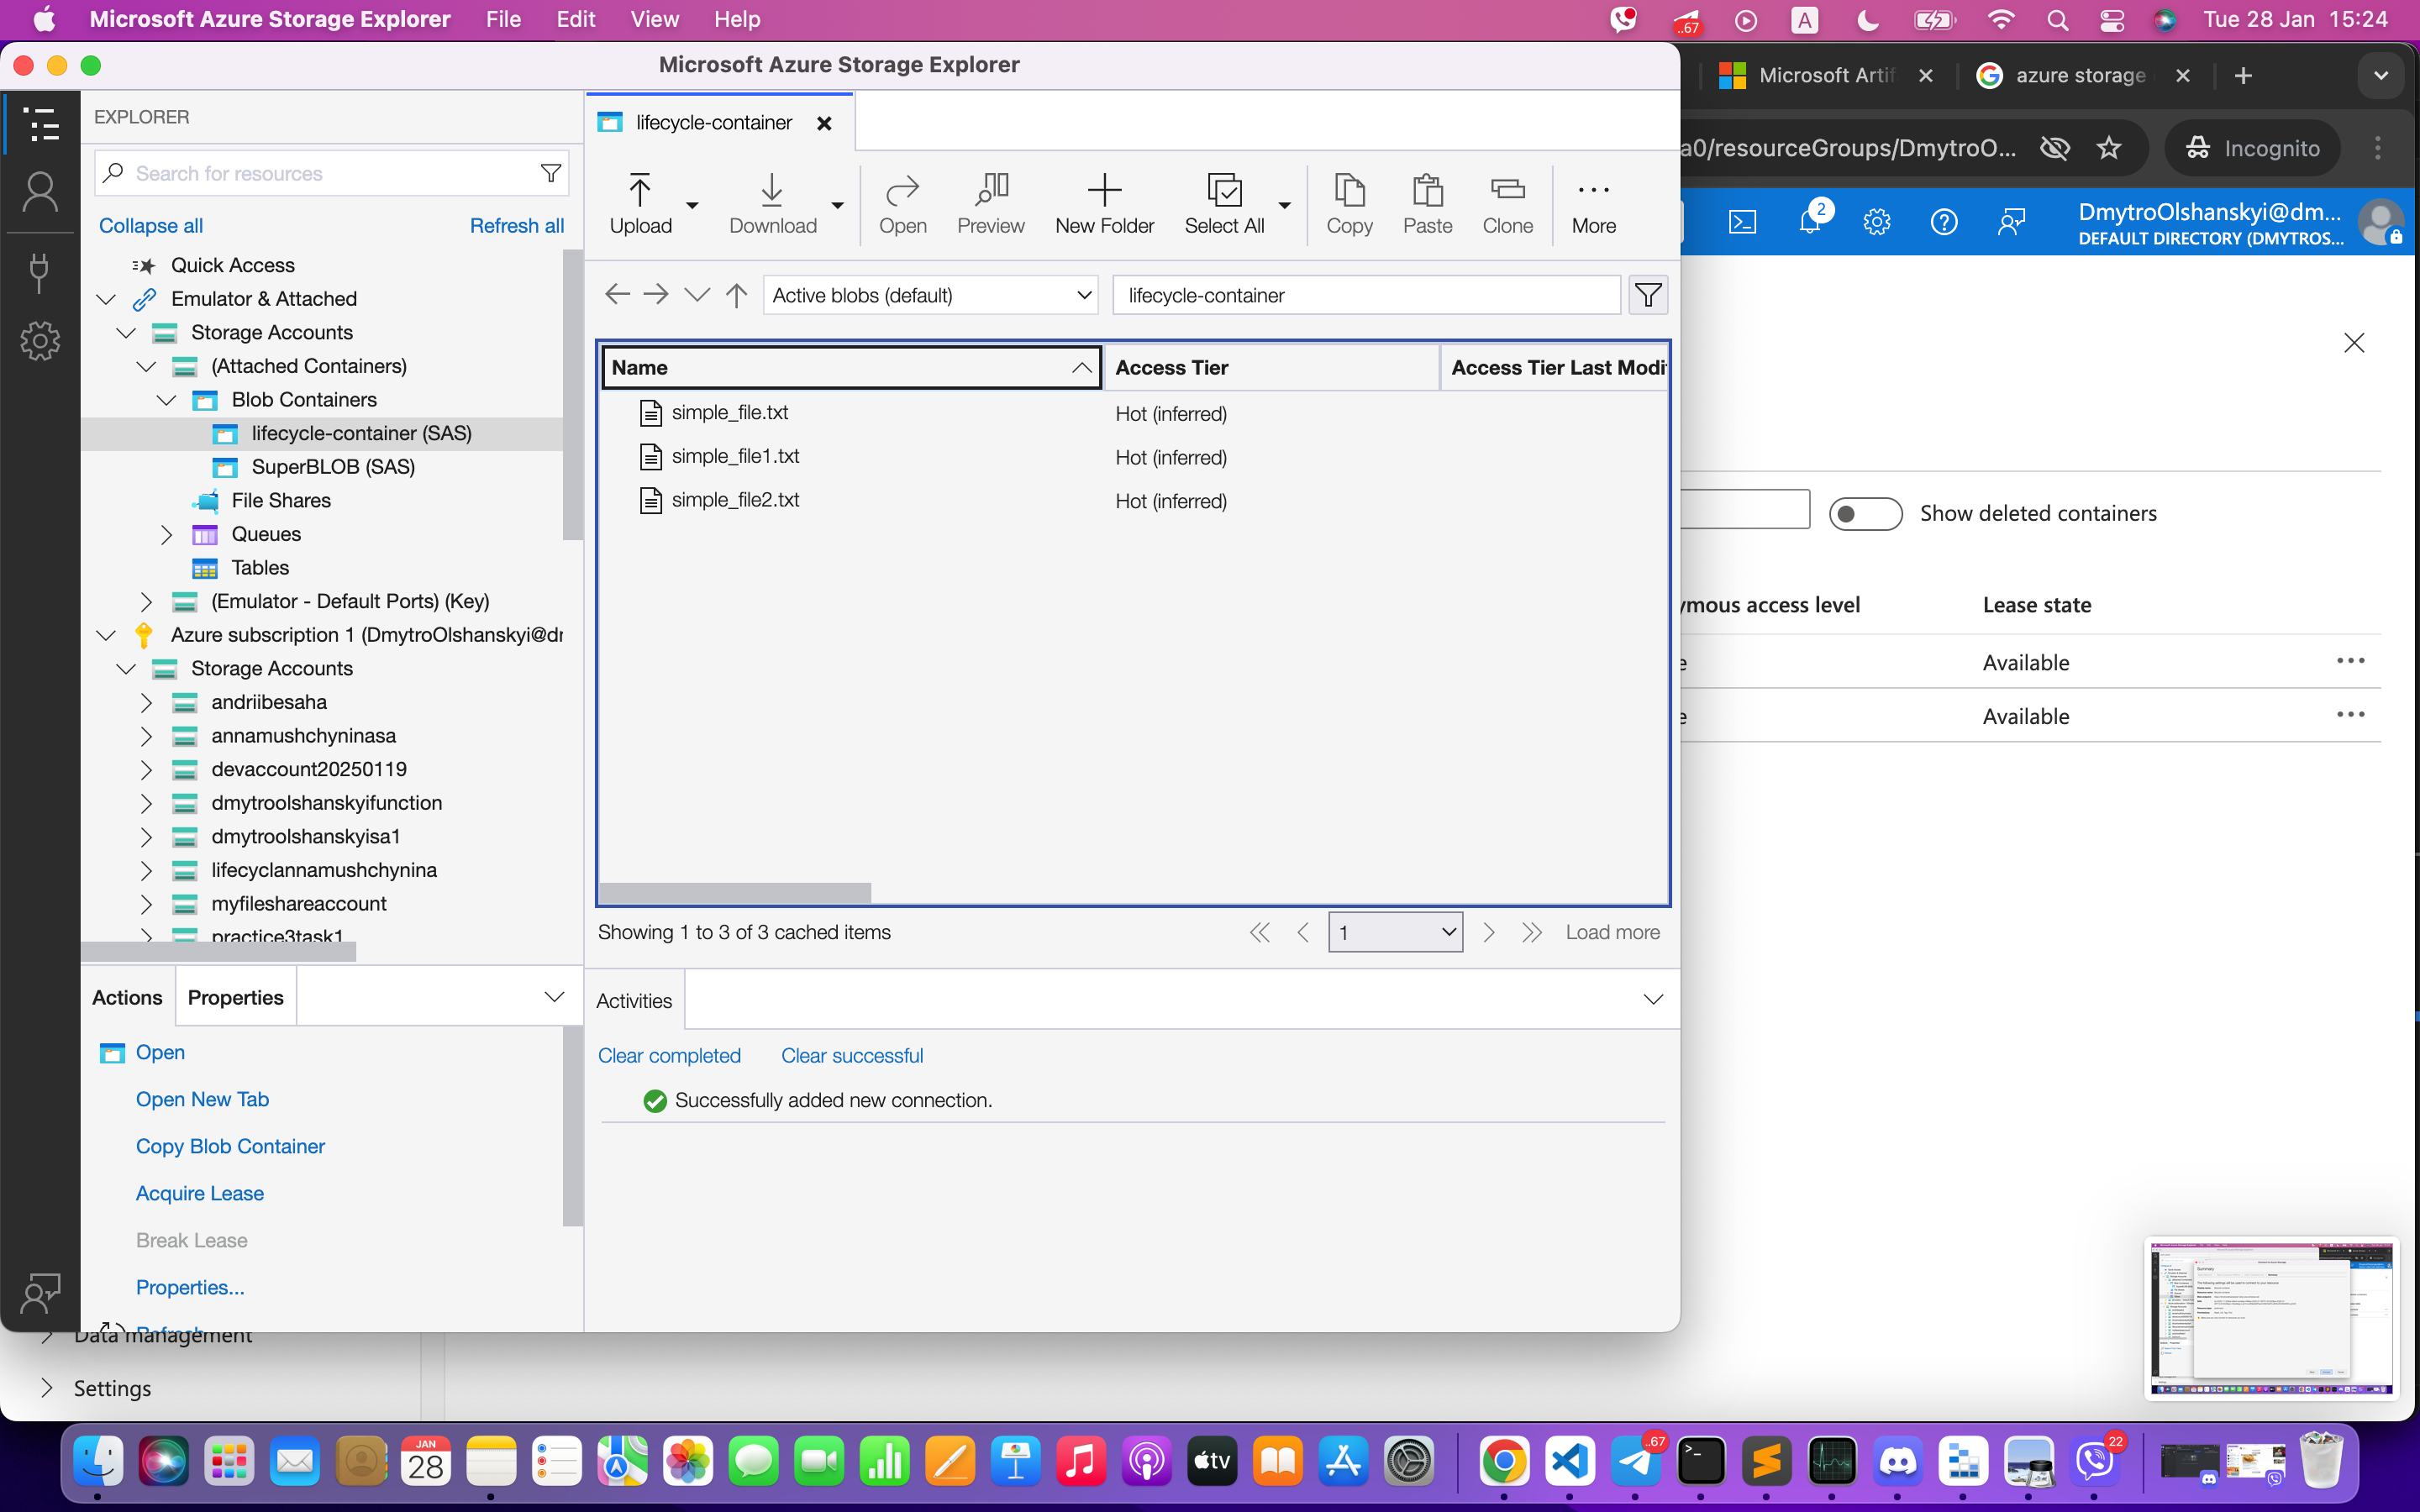 Microsoft Azure Storage Explorer File Edit View Help
..67
A
Tue 28 Jan 15:24
Microsoft Azure Storage Explorer
Microsoft Artif
azure storage
EXPLORER
Search for resources
Collapse all
Refresh all
Quick Access
Emulator & Attached
Storage Accounts
(Attached Containers)
Blob Containers
lifecycle-container (SAS)
SuperBLOB (SAS)
File Shares
Queues
Tables
(Emulator - Default Ports) (Key)
Azure subscription 1 (DmytroOlshanskyi@dr
Storage Accounts
andriibesaha
annamushchyninasa
devaccount20250119
dmytroolshanskyifunction
dmytroolshanskyisa1
lifecyclannamushchynina
myfileshareaccount
practice3task1
Actions
Properties
Open
Open New Tab
Copy Blob Container
Acquire Lease
Break Lease
Properties...
Refresh
lifecycle-container
Upload
Download
Open
Preview
New Folder
Select All
Copy
Paste
Clone
More
Active blobs (default)
lifecycle-container
Name Access Tier Access Tier Last Modi
simple_file.txt Hot (inferred)
simple_file1.txt Hot (inferred)
simple_file2.txt Hot (inferred)
Showing 1 to 3 of 3 cached items
1
Load more
Activities
Clear completed
Clear successful
Successfully added new connection.
a0/resourceGroups/DmytroO...
Incognito
2
DmytroOlshanskyi@dm...
DEFAULT DIRECTORY (DMYTROS...
Show deleted containers
ymous access level
Lease state
e
Available
e
Available
Data management
Settings
JAN
28
tv
..67
22